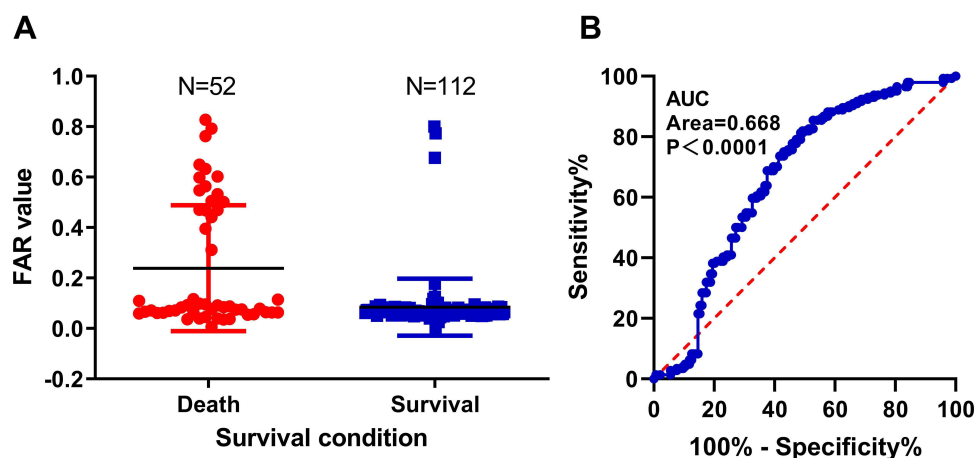 A
N=52
N=112
1.0
0.8
0.6
0.4
0.2
0.0
-0.2
FAR value
Death
Survival
Survival condition
B
AUC
Area=0.668
P＜0.0001
100
80
60
40
20
0
Sensitivity%
0
20
40
60
80
100
100% - Specificity%